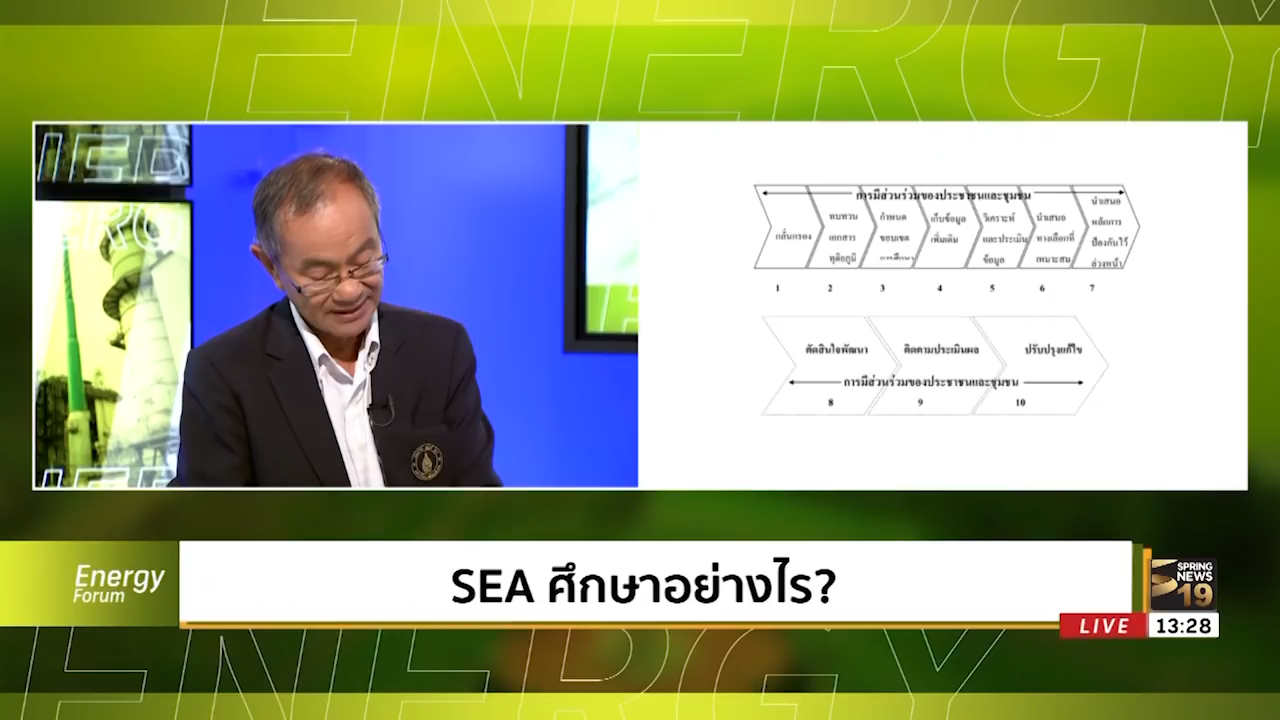 ENERGY
การมีส่วนร่วมของประชาชนและชุมชน
กลั่นกรอง
ทบทวน
เอกสาร
ทุติยภูมิ
กำหนด
ขอบเขต
การศึกษา
เก็บข้อมูล
เพิ่มเติม
วิเคราะห์
และประเมิน
ข้อมูล
นำเสนอ
ทางเลือกที่
เหมาะสม
นำเสนอ
หลักการ
ป้องกันไว้
ล่วงหน้า
1 2 3 4 5 6 7
ตัดสินใจพัฒนา ติดตามประเมินผล ปรับปรุงแก้ไข
การมีส่วนร่วมของประชาชนและชุมชน
8 9 10
Energy
Forum
SEA ศึกษาอย่างไร?
SPRING
NEWS
19
LIVE 13:28
ENERGY